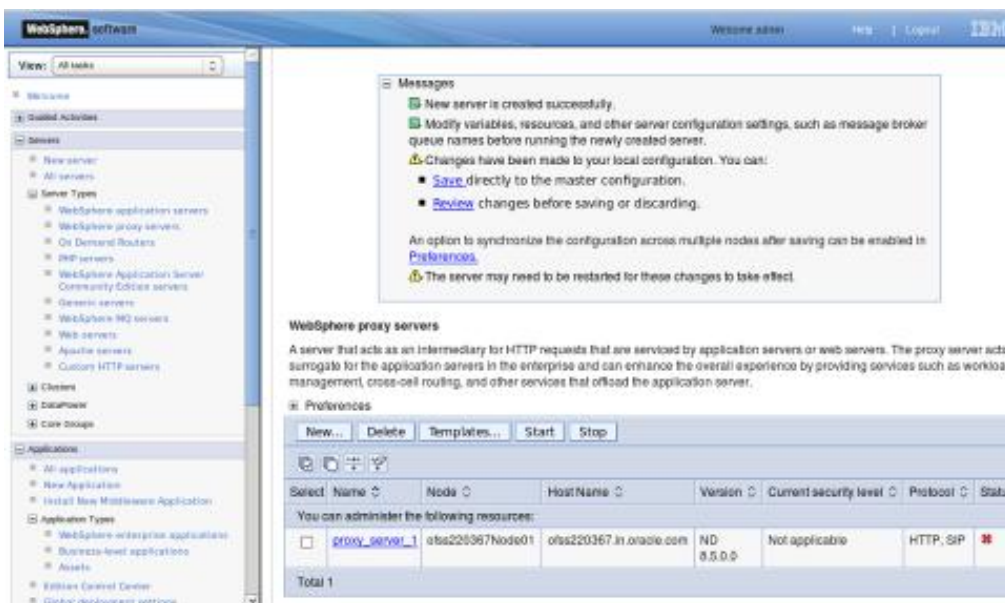 WebSphere. software
Welcome admin
Help | Logout
IBM
View: All tasks
Welcome
Guided Activities
Servers
New server
All servers
Server Types
WebSphere application servers
WebSphere proxy servers
On Demand Routers
PHP servers
WebSphere Application Server
Community Edition servers
Generic servers
WebSphere MQ servers
Web servers
Apache servers
Custom HTTP servers
Clusters
DataPower
Core Groups
Applications
All applications
New Application
Install New Middleware Application
Application Types
WebSphere enterprise applications
Business-level applications
Assets
Edition Control Center
Global deployment settings
Messages
New server is created successfully.
Modify variables, resources, and other server configuration settings, such as message broker
queue names before running the newly created server.
Changes have been made to your local configuration. You can:
Save directly to the master configuration.
Review changes before saving or discarding.
An option to synchronize the configuration across multiple nodes after saving can be enabled in
Preferences.
The server may need to be restarted for these changes to take effect.
WebSphere proxy servers
A server that acts as an intermediary for HTTP requests that are serviced by application servers or web servers. The proxy server acts
surrogate for the application servers in the enterprise and can enhance the overall experience by providing services such as workloa
management, cross-cell routing, and other services that offload the application server.
Preferences
New... Delete Templates... Start Stop
Select Name Node Host Name Version Current security level Protocol Statu
You can administer the following resources:
proxy_server_1 ofss220367Node01 ofss220367.in.oracle.com ND 8.5.0.0 Not applicable HTTP, SIP
Total 1